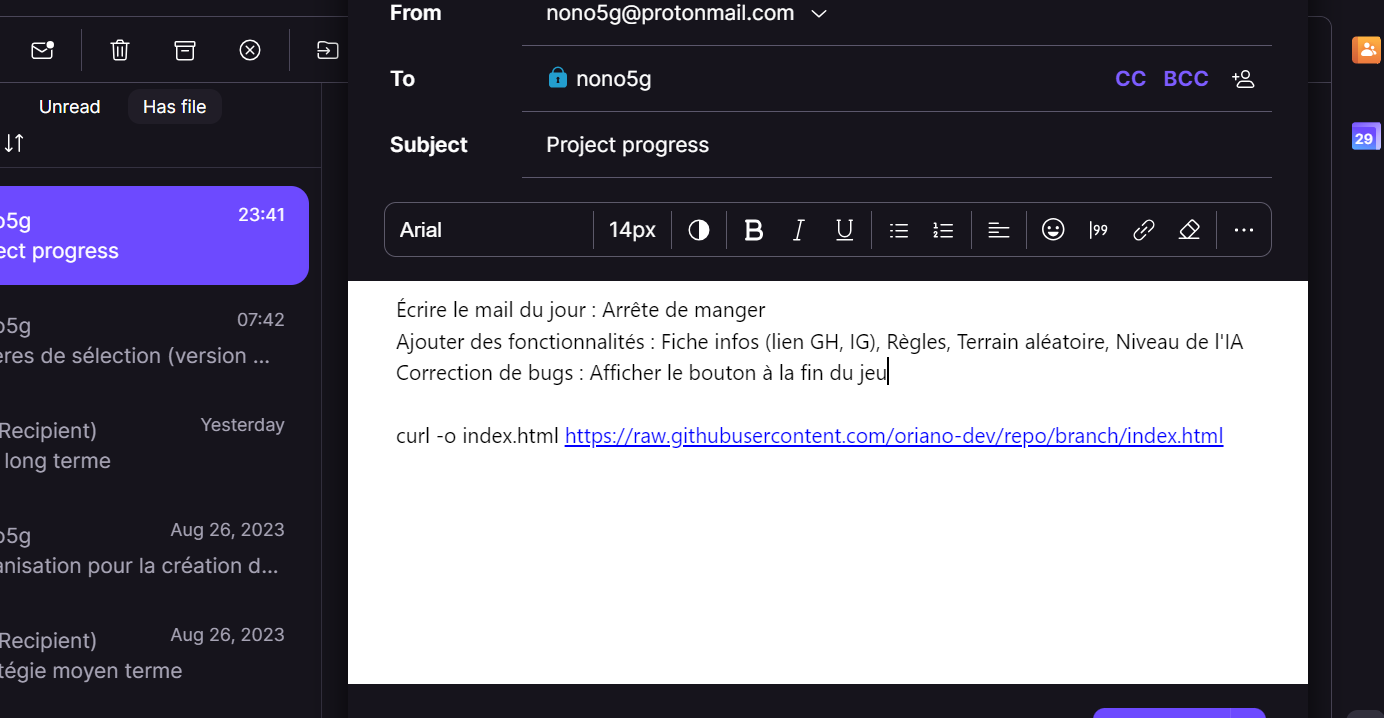 From nono5g@protonmail.com
To nono5g CC BCC
Subject Project progress
Unread Has file
Arial 14px B I U
23:41
ect progress
07:42
ères de sélection (version ...
Yesterday
Recipient)
long terme
Aug 26, 2023
anisation pour la création d...
Aug 26, 2023
Recipient)
tégie moyen terme
Écrire le mail du jour : Arrête de manger
Ajouter des fonctionnalités : Fiche infos (lien GH, IG), Règles, Terrain aléatoire, Niveau de l'IA
Correction de bugs : Afficher le bouton à la fin du jeu
curl -o index.html https://raw.githubusercontent.com/oriano-dev/repo/branch/index.html
29